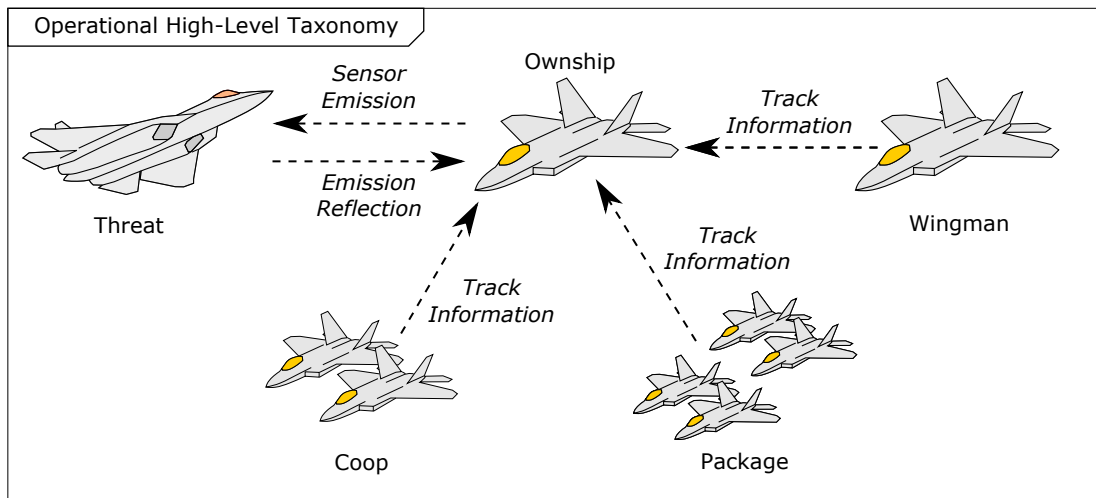 Operational High-Level Taxonomy
Ownship
Sensor
Emission
Track
Information
Emission
Reflection
Threat
Wingman
Track
Information
Track
Information
Coop
Package